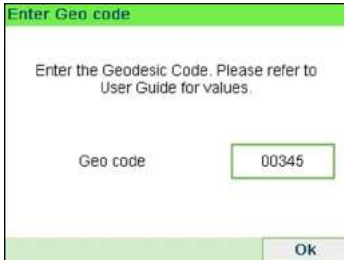 Enter Geo code
Enter the Geodesic Code. Please refer to
User Guide for values.
Geo code
00345
Ok